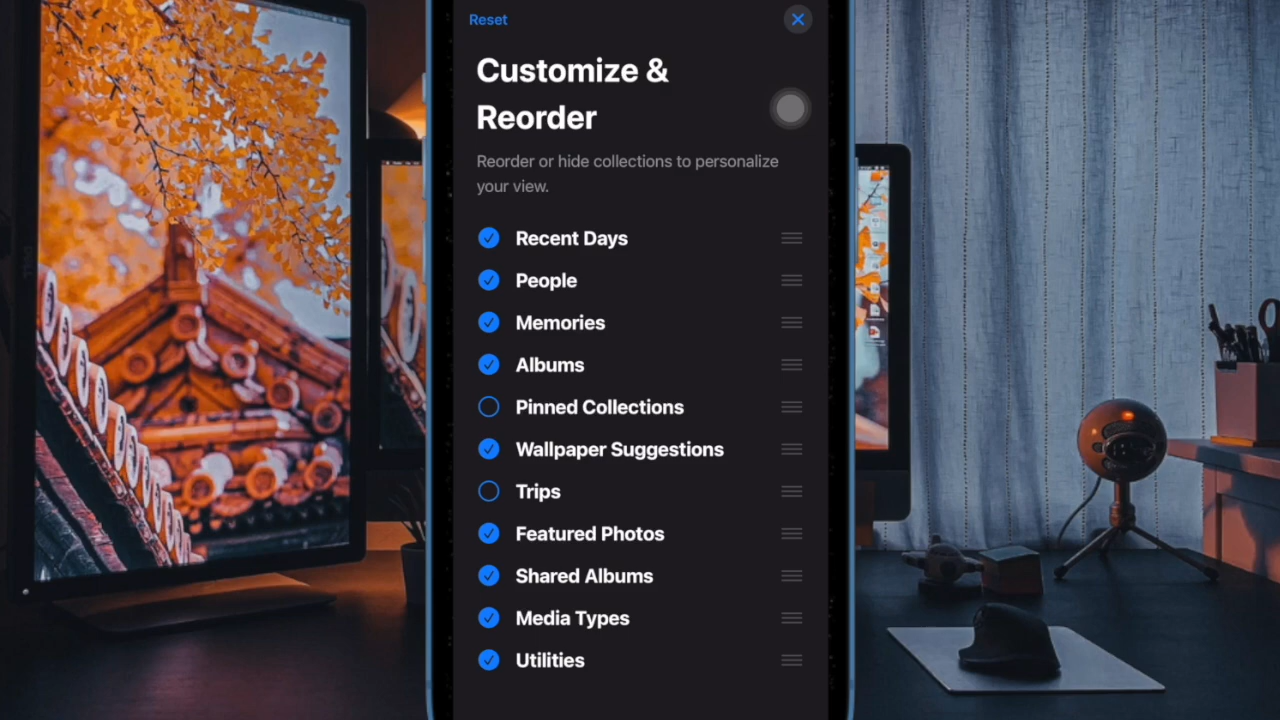 Reset
Customize &
Reorder
Reorder or hide collections to personalize
your view.
Recent Days
People
Memories
Albums
Pinned Collections
Wallpaper Suggestions
Trips
Featured Photos
Shared Albums
Media Types
Utilities